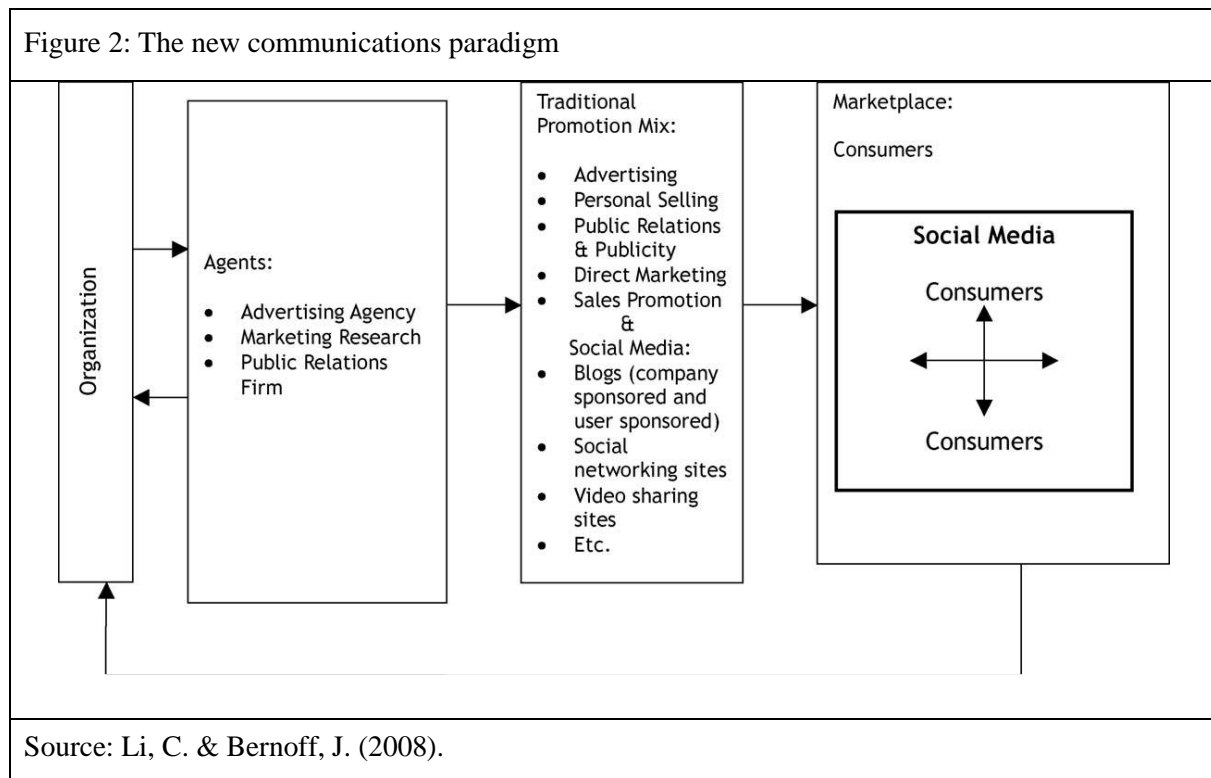 Figure 2: The new communications paradigm
Organization
Agents:
● Advertising Agency
● Marketing Research
● Public Relations
Firm
Traditional
Promotion Mix:
● Advertising
● Personal Selling
● Public Relations
& Publicity
● Direct Marketing
● Sales Promotion
&
Social Media:
● Blogs (company
sponsored and
user sponsored)
● Social
networking sites
● Video sharing
sites
● Etc.
Marketplace:
Consumers
Social Media
Consumers
Consumers
Source: Li, C. & Bernoff, J. (2008).